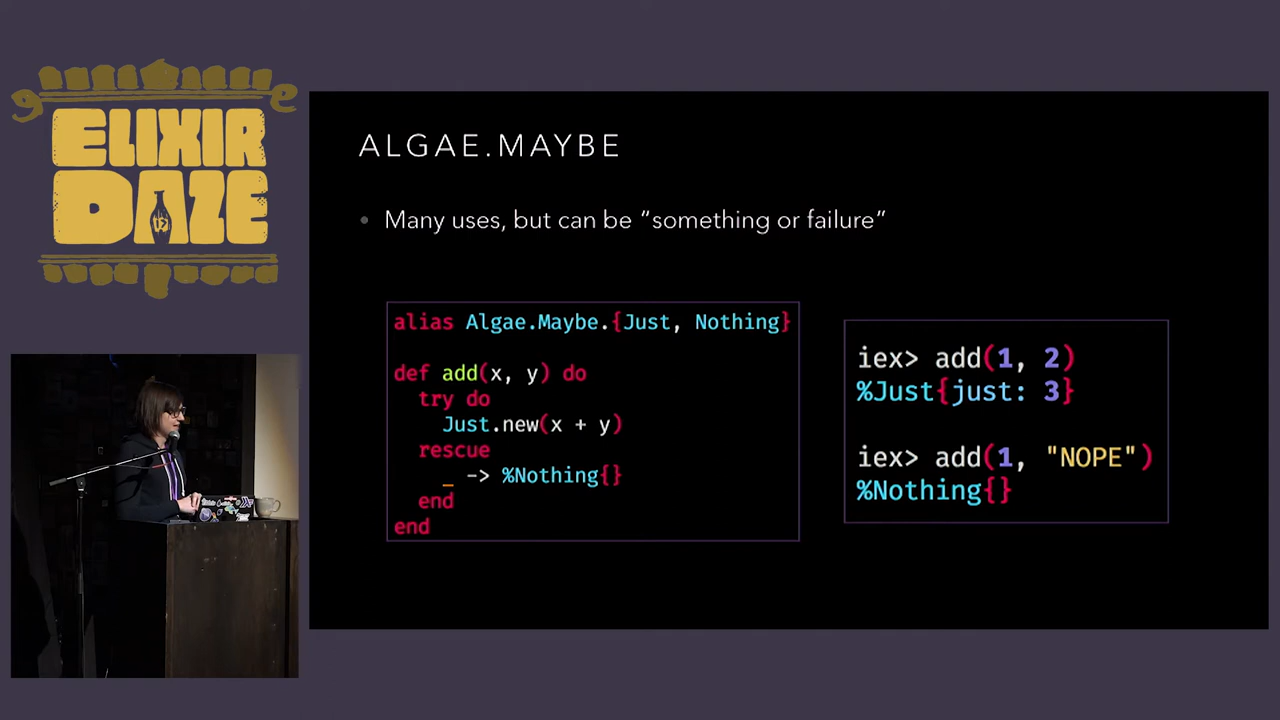 ELIXIR
DAZE
ALGAE.MAYBE
• Many uses, but can be “something or failure”
alias Algae.Maybe.{Just, Nothing}
def add(x, y) do
try do
Just.new(x + y)
rescue
_ -> %Nothing{}
end
end
iex> add(1, 2)
%Just{just: 3}
iex> add(1, "NOPE")
%Nothing{}